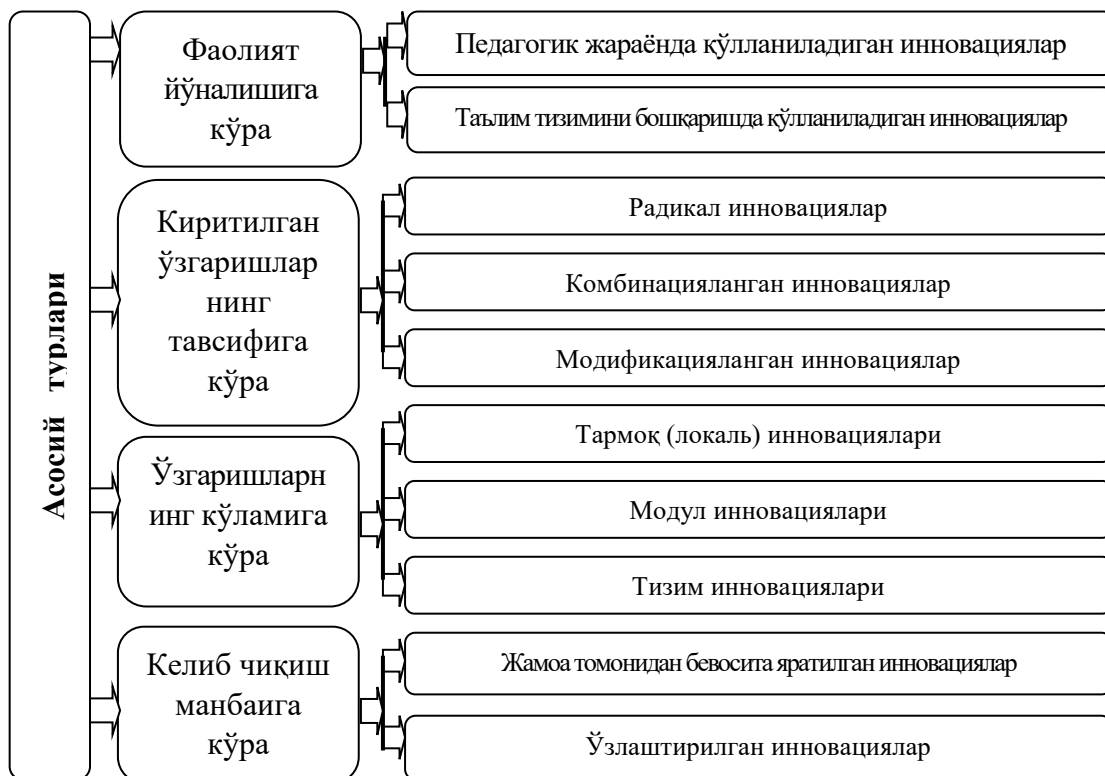 Асосий турлари
Фаолият
йўналишига
кўра
Педагогик жараёнда қўлланиладиган инновациялар
Таълим тизимини бошқаришда қўлланиладиган инновациялар
Киритилган
ўзгаришлар
нинг
тавсифига
кўра
Радикал инновациялар
Комбинацияланган инновациялар
Модификацияланган инновациялар
Ўзгаришларн
инг кўламига
кўра
Тармоқ (локаль) инновациялари
Модул инновациялари
Тизим инновациялари
Келиб чиқиш
манбаига
кўра
Жамоа томонидан бевосита яратилган инновациялар
Ўзлаштирилган инновациялар